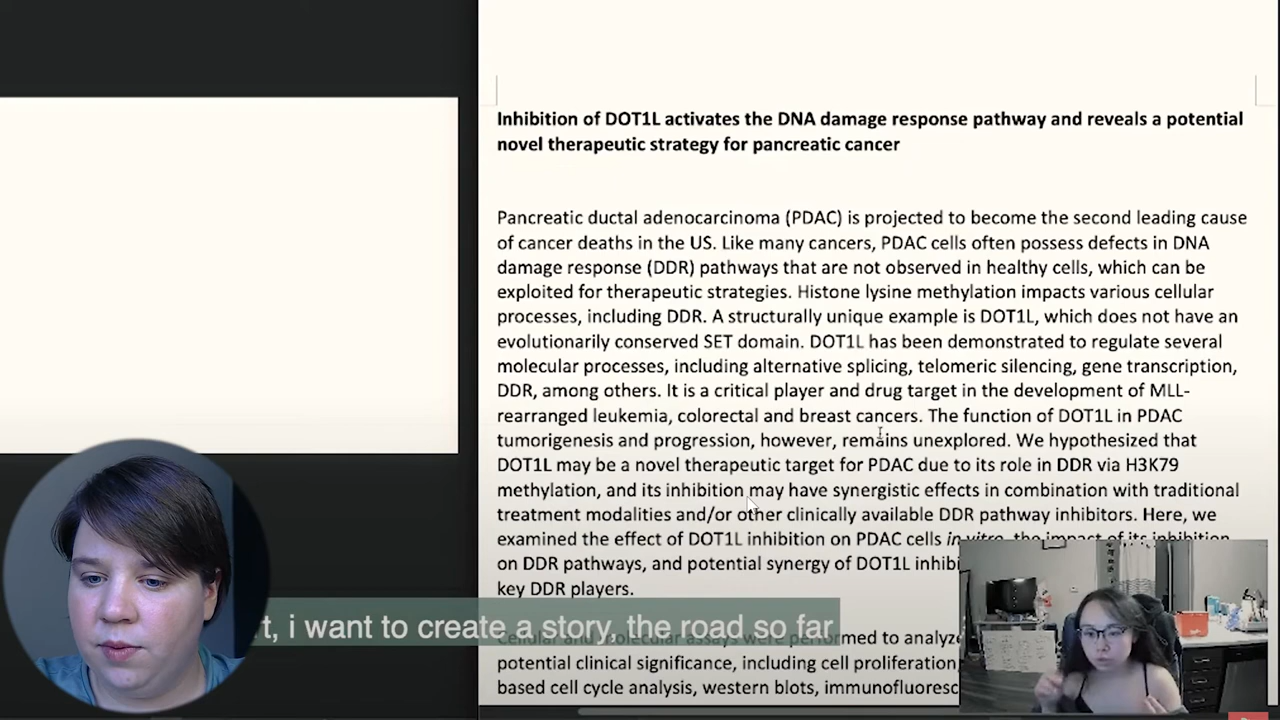 Inhibition of DOT1L activates the DNA damage response pathway and reveals a potential
novel therapeutic strategy for pancreatic cancer
Pancreatic ductal adenocarcinoma (PDAC) is projected to become the second leading cause
of cancer deaths in the US. Like many cancers, PDAC cells often possess defects in DNA
damage response (DDR) pathways that are not observed in healthy cells, which can be
exploited for therapeutic strategies. Histone lysine methylation impacts various cellular
processes, including DDR. A structurally unique example is DOT1L, which does not have an
evolutionarily conserved SET domain. DOT1L has been demonstrated to regulate several
molecular processes, including alternative splicing, telomeric silencing, gene transcription,
DDR, among others. It is a critical player and drug target in the development of MLL-
rearranged leukemia, colorectal and breast cancers. The function of DOT1L in PDAC
tumorigenesis and progression, however, remains unexplored. We hypothesized that
DOT1L may be a novel therapeutic target for PDAC due to its role in DDR via H3K79
methylation, and its inhibition may have synergistic effects in combination with traditional
treatment modalities and/or other clinically available DDR pathway inhibitors. Here, we
examined the effect of DOT1L inhibition on PDAC cells in vitro, the impact of its inhibition
on DDR pathways, and potential synergy of DOT1L
key DDR players.
i want to create a story, the road so far
Cellular and molecular assays were performed to analyze
potential clinical significance, including cell proliferation,
based cell cycle analysis, western blots,